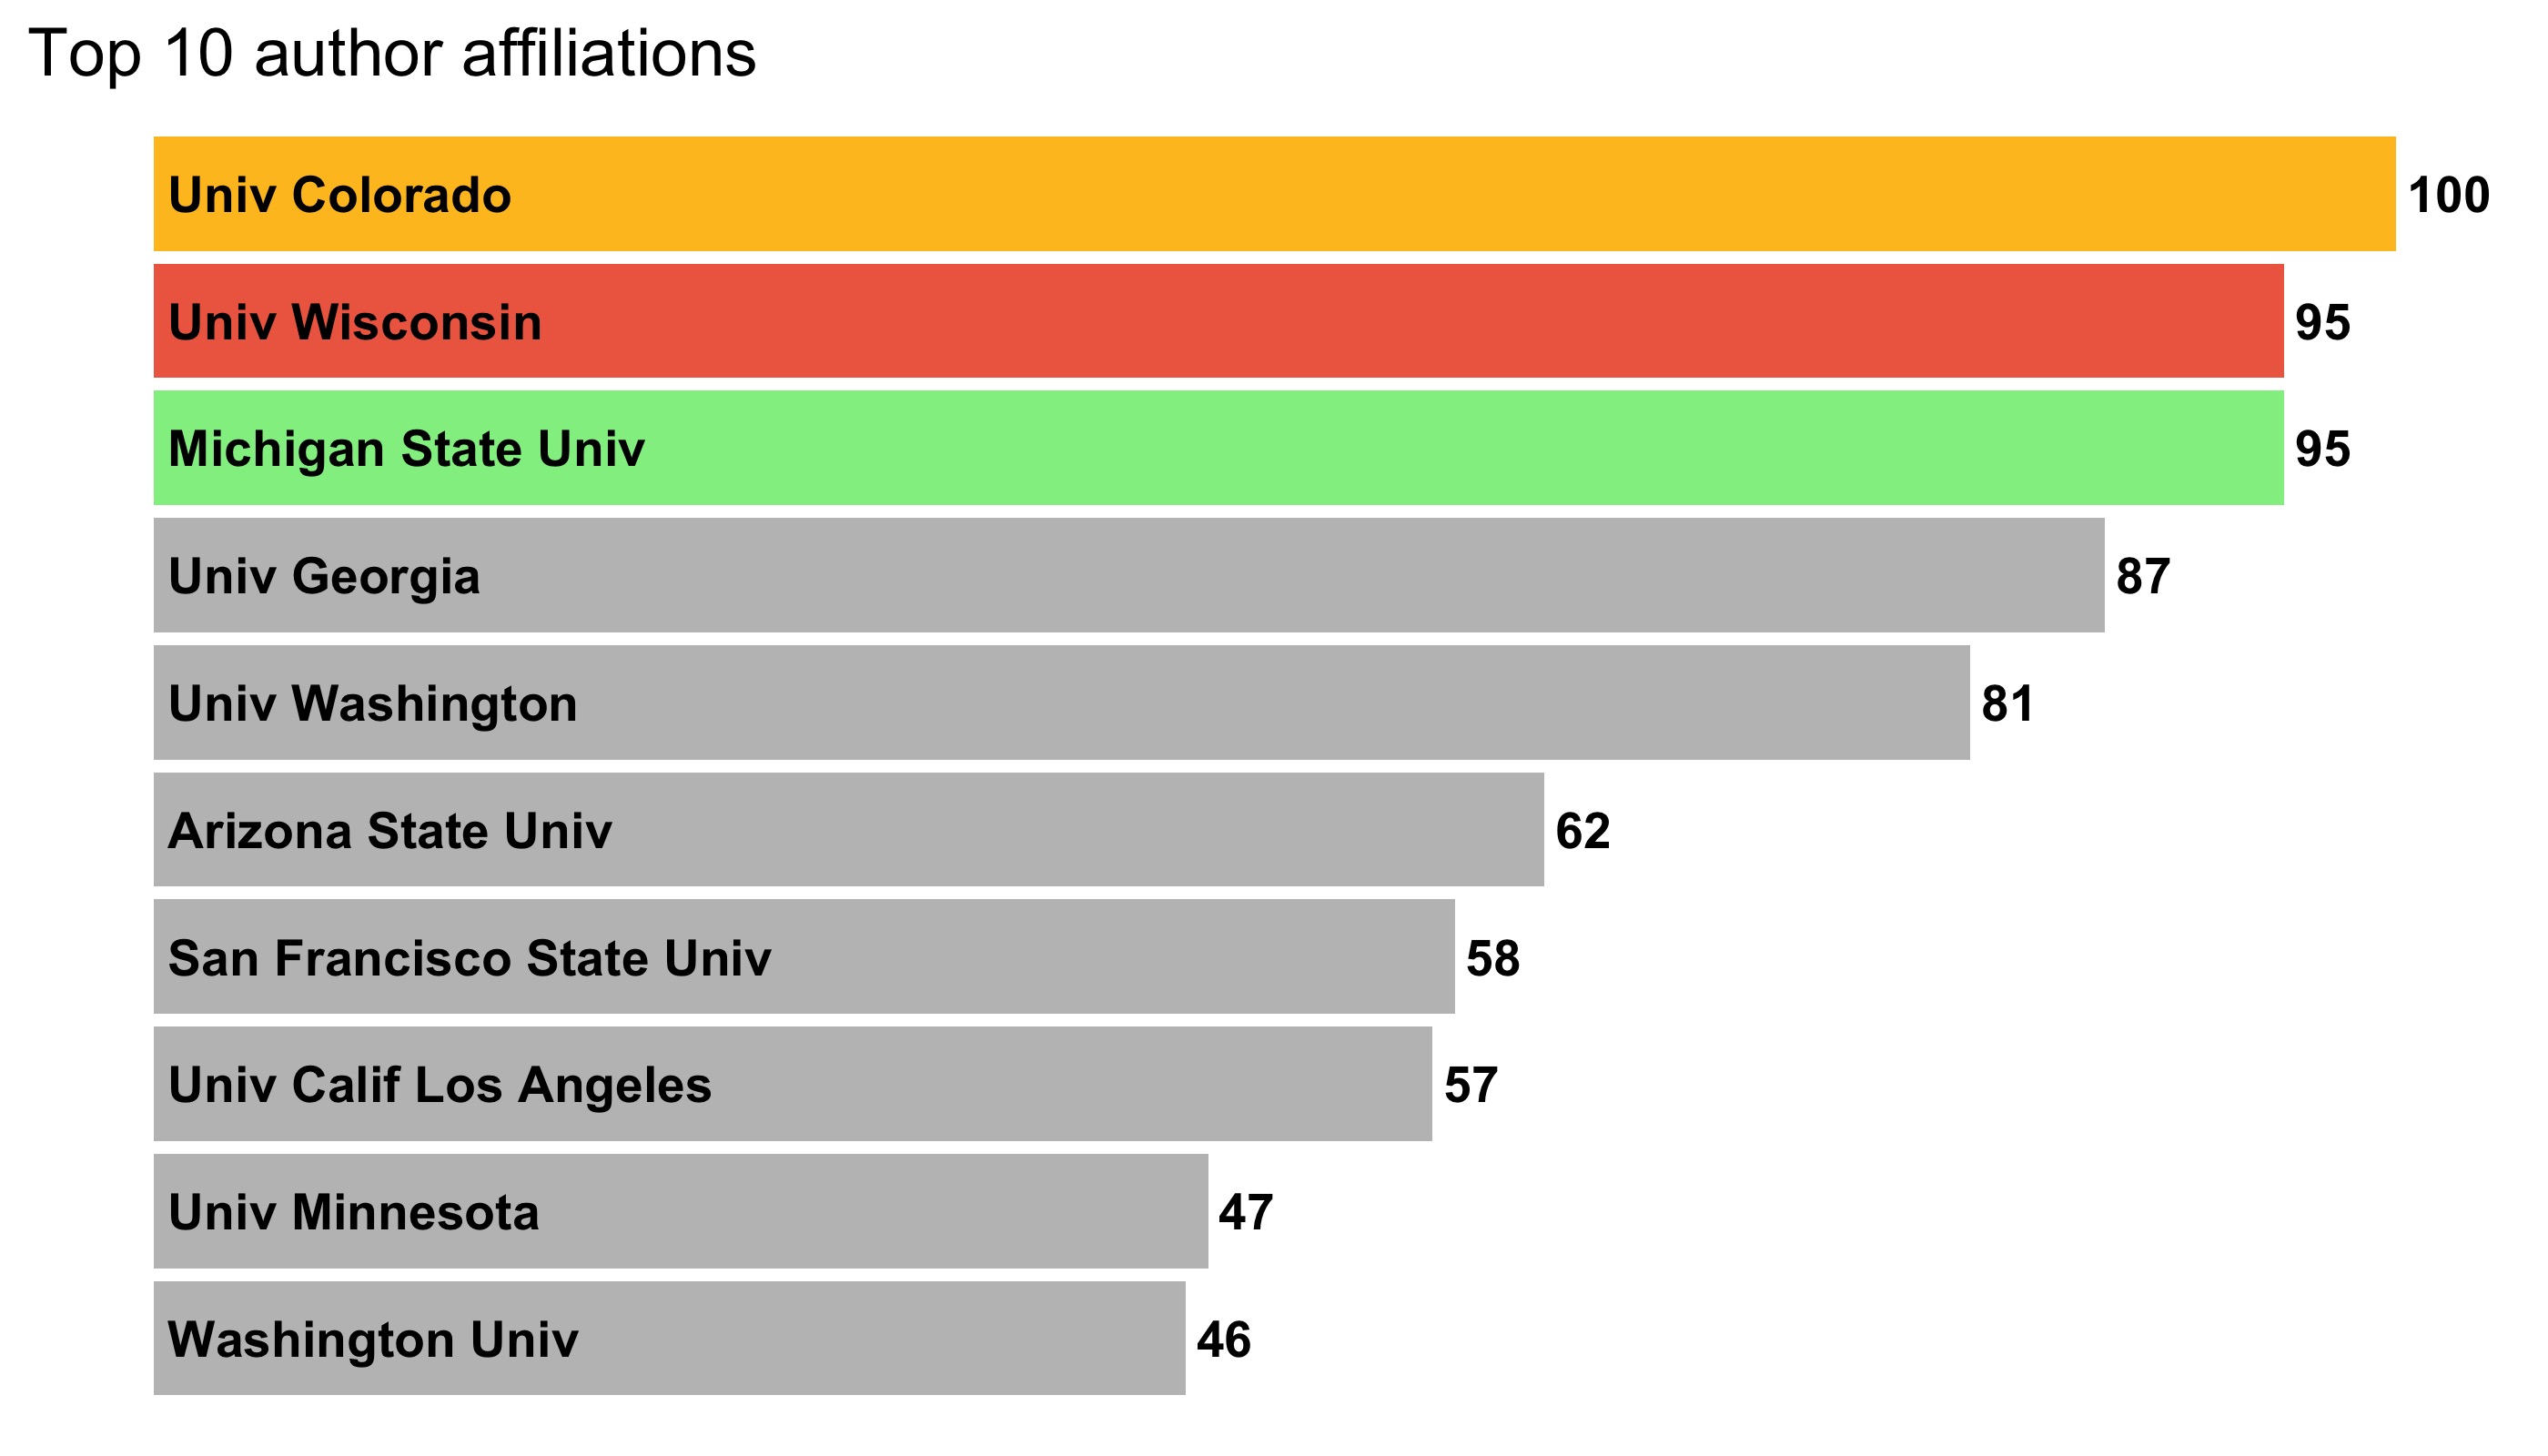 Top 10 author affiliations
Univ Colorado 100
Univ Wisconsin 95
Michigan State Univ 95
Univ Georgia 87
Univ Washington 81
Arizona State Univ 62
San Francisco State Univ 58
Univ Calif Los Angeles 57
Univ Minnesota 47
Washington Univ 46